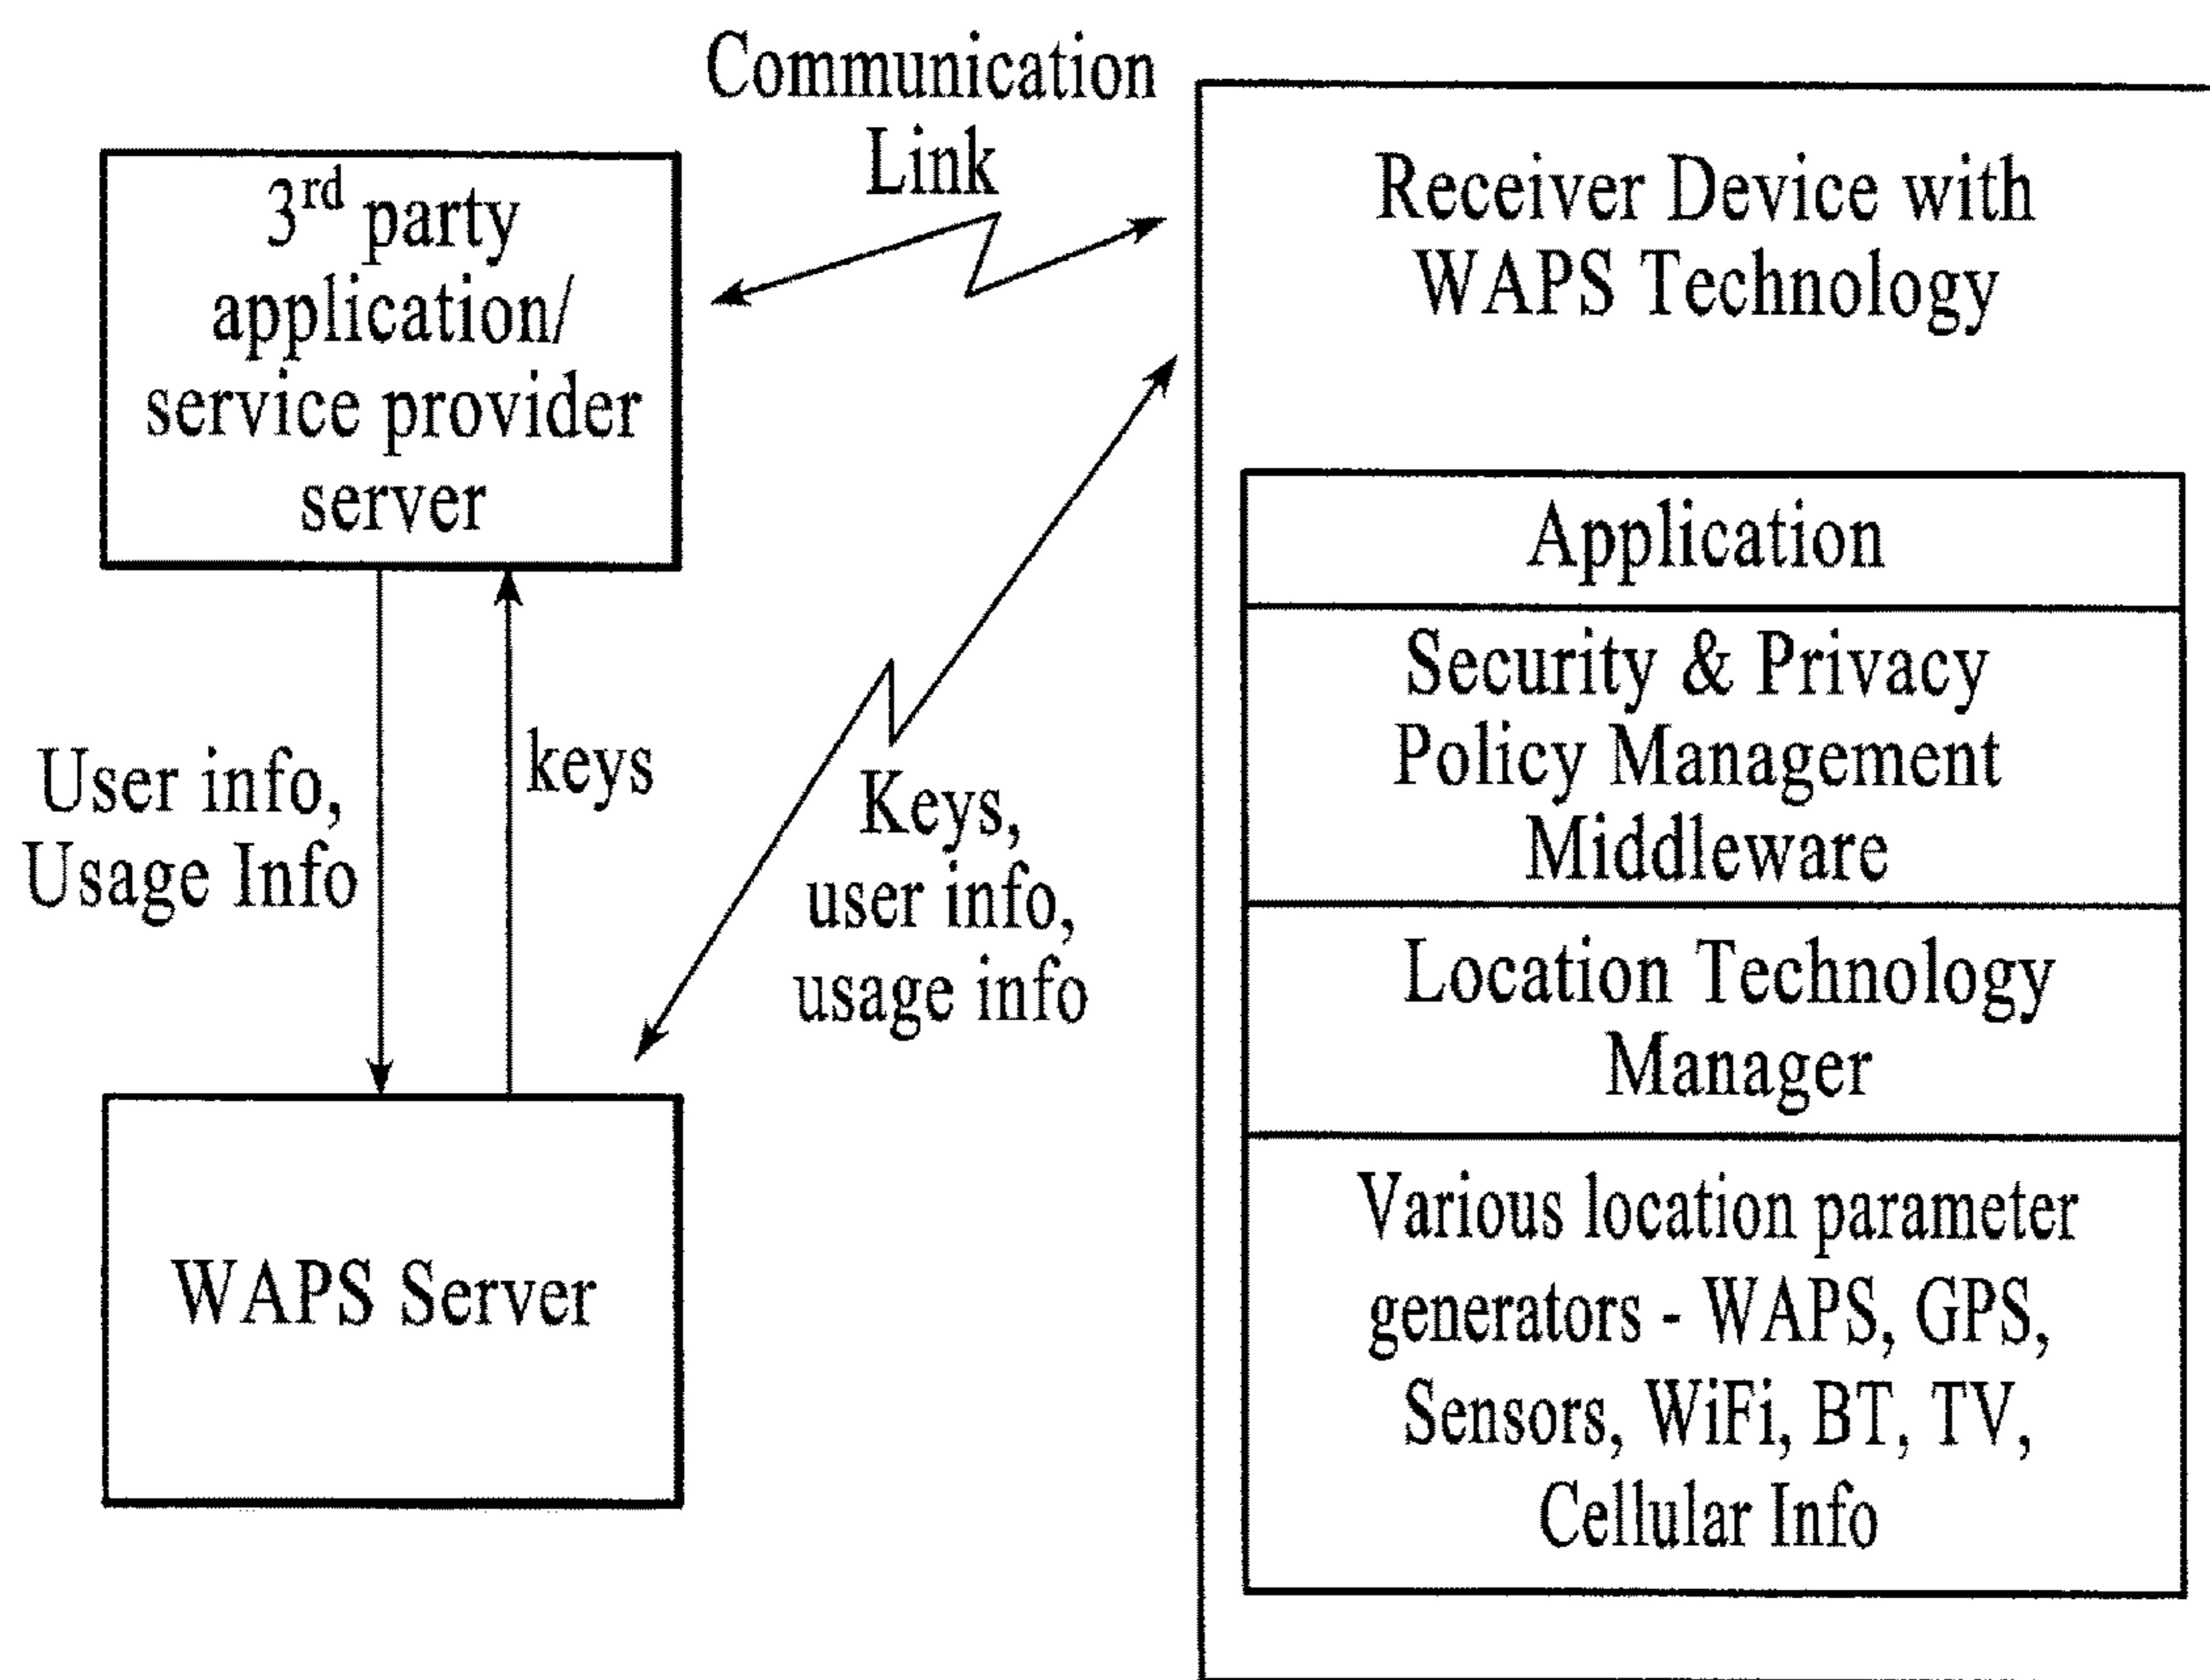 Communication
Link
3rd party
application/
service provider
server
Receiver Device with
WAPS Technology
Application
Security & Privacy
Policy Management
Middleware
Location Technology
Manager
Various location parameter
generators - WAPS, GPS,
Sensors, WiFi, BT, TV,
Cellular Info
User info,
Usage Info
keys
Keys,
user info,
usage info
WAPS Server